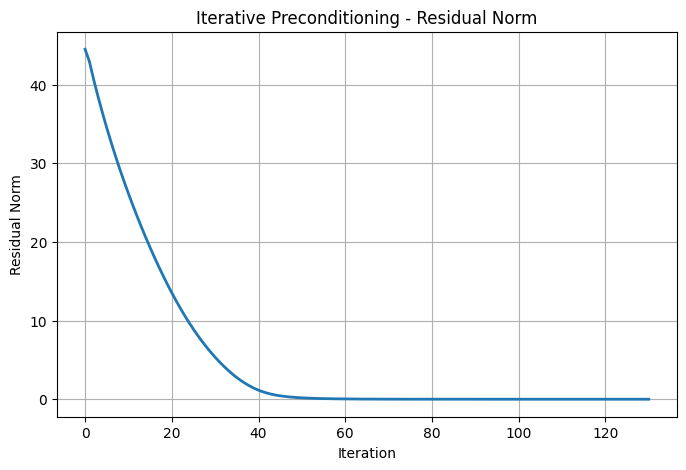 Iterative Preconditioning - Residual Norm
Residual Norm
40
30
20
10
0
0 20 40 60 80 100 120
Iteration